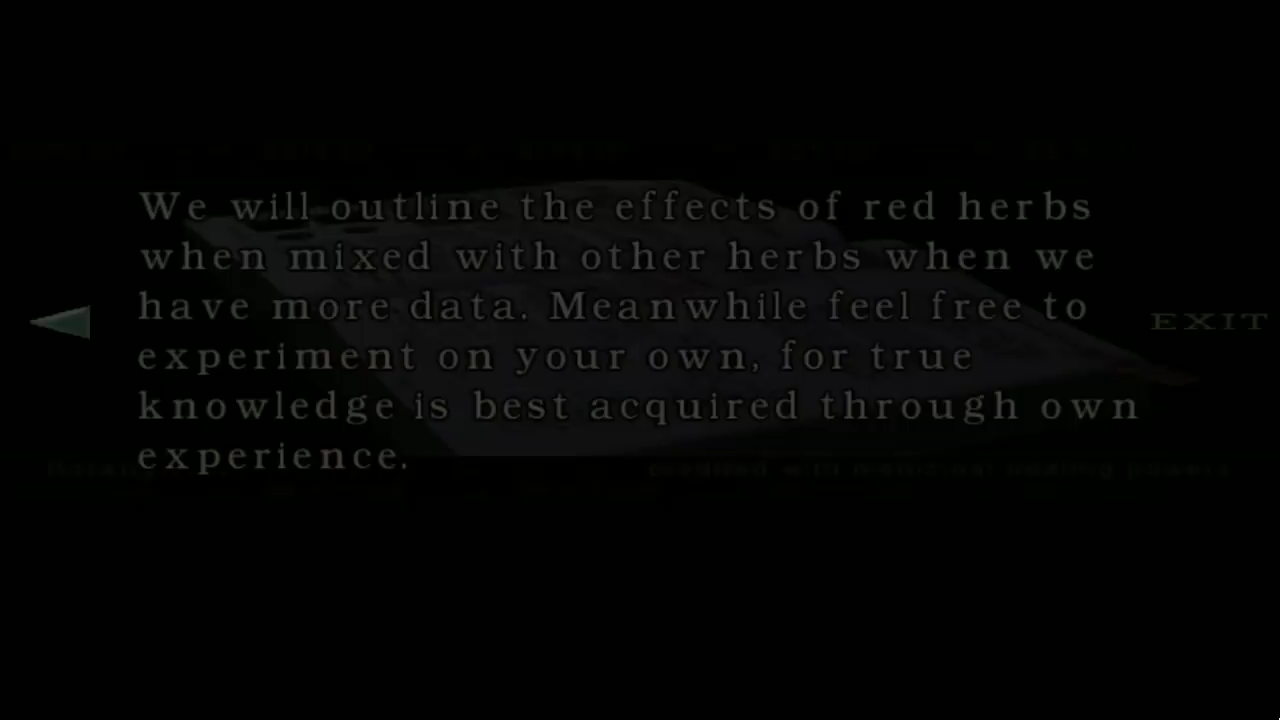 We will outline the effects of red herbs
when mixed with other herbs when we
have more data. Meanwhile feel free to
EXIT
experiment on your own, for true
knowledge is best acquired through own
experience.